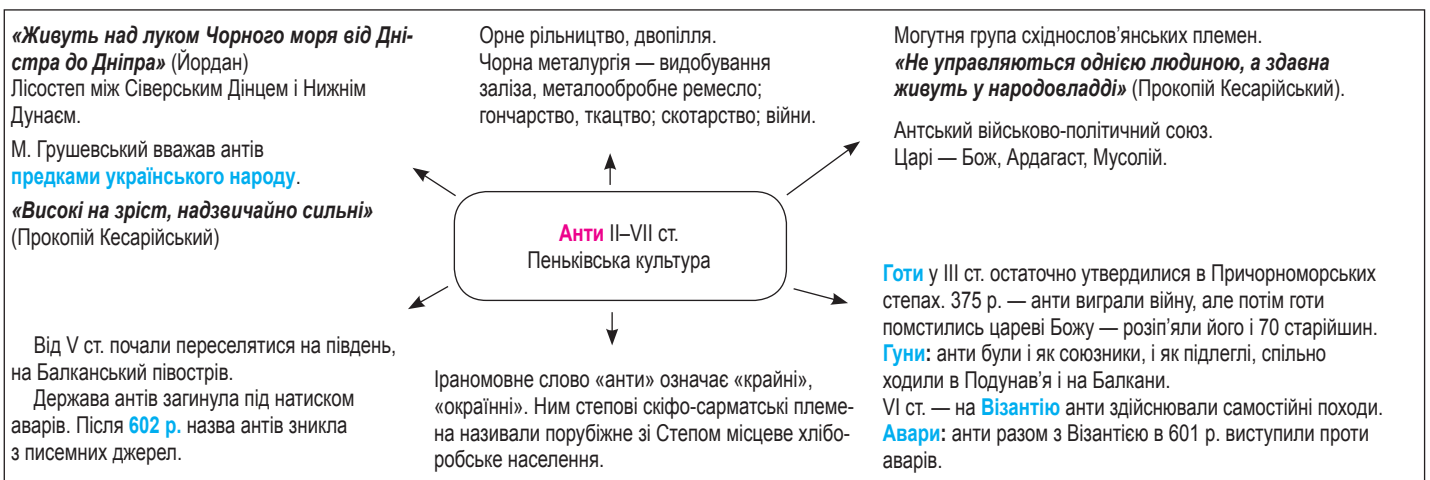 «Живуть над луком Чорного моря від Дні-
стра до Дніпра» (Йордан)
Лісостеп між Сіверським Дінцем і Нижнім
Дунаєм.
М. Грушевський вважав антів
предками українського народу.
«Високі на зріст, надзвичайно сильні»
(Прокопій Кесарійський)
Орне рільництво, двопілля.
Чорна металургія — видобування
заліза, металообробне ремесло;
гончарство, ткацтво; скотарство; війни.
Могутня група східнослов’янських племен.
«Не управляються однією людиною, а здавна
живуть у народовладді» (Прокопій Кесарійський).
Антський військово-політичний союз.
Царі — Бож, Ардагаст, Мусолій.
Анти II–VII ст.
Пеньківська культура
Від V ст. почали переселятися на південь,
на Балканський півострів.
Держава антів загинула під натиском
аварів. Після 602 р. назва антів зникла
з писемних джерел.
Іраномовне слово «анти» означає «крайні»,
«окраїнні». Ним степові скіфо-сарматські племе-
на називали порубіжне зі Степом місцеве хлібо-
робське населення.
Готи у III ст. остаточно утвердилися в Причорноморських
степах. 375 р. — анти виграли війну, але потім готи
помстились цареві Божу — розіп’яли його і 70 старійшин.
Гуни: анти були і як союзники, і як підлеглі, спільно
ходили в Подунав’я і на Балкани.
VI ст. — на Візантію анти здійснювали самостійні походи.
Авари: анти разом з Візантією в 601 р. виступили проти
аварів.